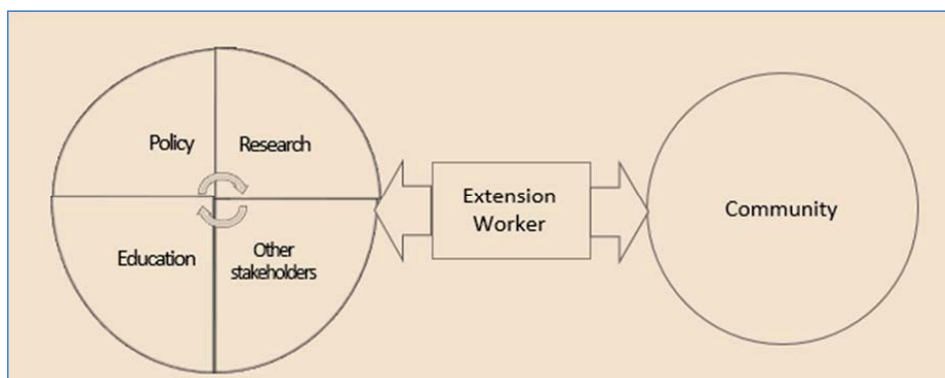 Policy
Research
Education
Other
stakeholders
Extension
Worker
Community